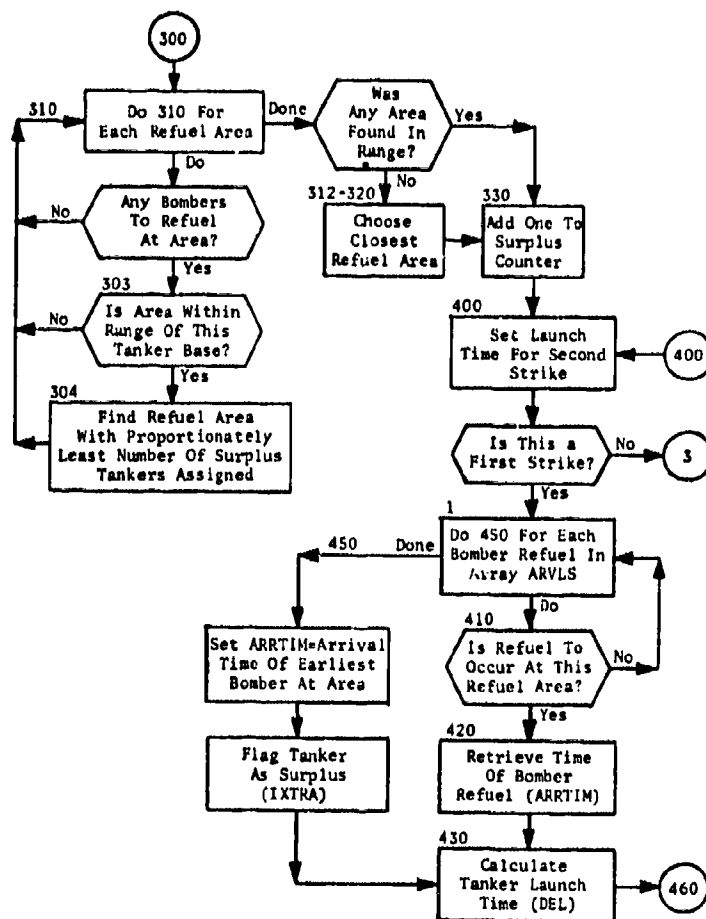 300
310
Do 310 For
Each Refuel Area
Done
Was
Any Area
Found In
Range?
Yes
No
Do
Any Bombers
To Refuel
At Area?
No
Yes
303
Is Area Within
Range Of This
Tanker Base?
No
Yes
304
Find Refuel Area
With Proportionately
Least Number Of Surplus
Tankers Assigned
312-320
Choose
Closest
Refuel Area
330
Add One To
Surplus
Counter
400
Set Launch
Time For Second
Strike
400
Is This a
First Strike?
No
3
Yes
1
Do 450 For Each
Bomber Refuel In
Array ARVLS
450
Done
Do
410
Is Refuel To
Occur At This
Refuel Area?
No
Yes
Set ARRTIM=Arrival
Time Of Earliest
Bomber At Area
Flag Tanker
As Surplus
(IXTRA)
420
Retrieve Time
Of Bomber
Refuel (ARRTIM)
430
Calculate
Tanker Launch
Time (DEL)
460